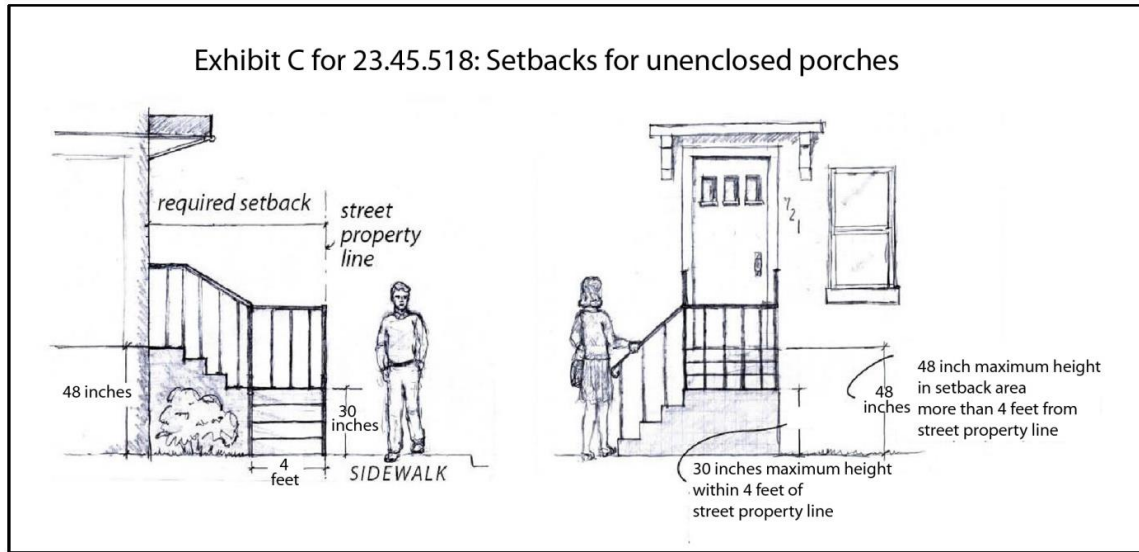 Exhibit C for 23.45.518: Setbacks for unenclosed porches
required setback
street
property
line
48 inches
30
inches
4
feet
SIDEWALK
721
48
inches
48 inch maximum height
in setback area
more than 4 feet from
street property line
30 inches maximum height
within 4 feet of
street property line